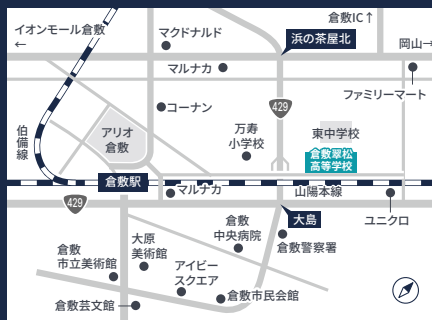 倉敷IC↑
イオンモール倉敷
←
マクドナルド
浜の茶屋北
岡山→
マルナカ
ファミリーマート
コーナン
429
伯備線
アリオ
倉敷
万寿
小学校
東中学校
倉敷翠松
高等学校
倉敷駅
マルナカ
山陽本線
429
大島
ユニクロ
倉敷
中央病院
倉敷警察署
大原
美術館
倉敷
市立美術館
アイビー
スクエア
倉敷市民会館
倉敷芸文館